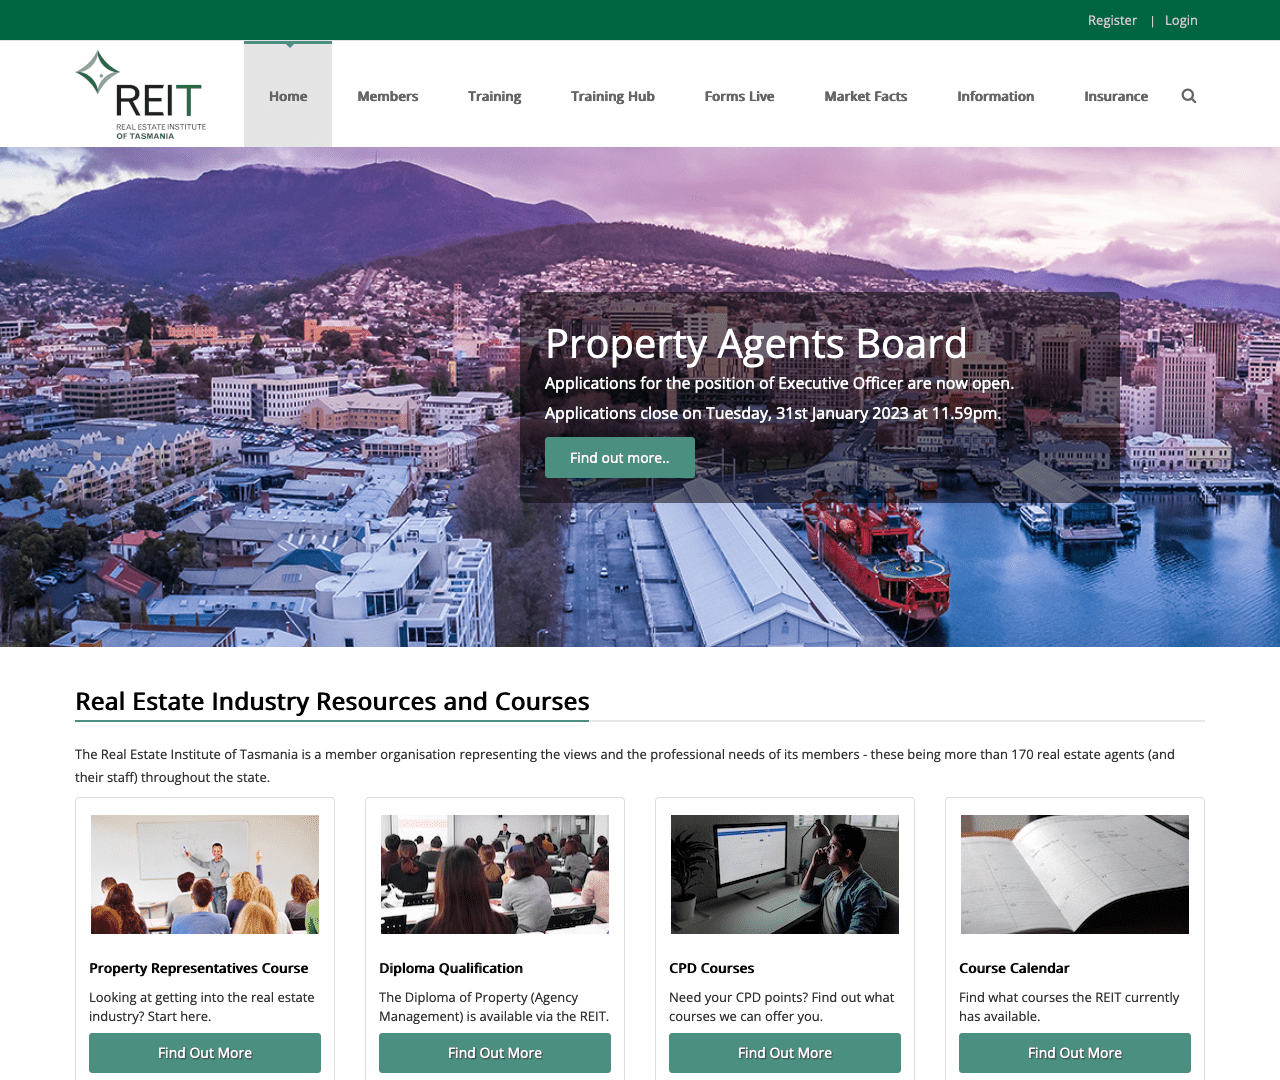 Register | Login
REIT
REAL ESTATE INSTITUTE
OF TASMANIA
Home Members Training Training Hub Forms Live Market Facts Information Insurance
Property Agents Board
Applications for the position of Executive Officer are now open.
Applications close on Tuesday, 31st January 2023 at 11.59pm.
Find out more..
Real Estate Industry Resources and Courses
The Real Estate Institute of Tasmania is a member organisation representing the views and the professional needs of its members - these being more than 170 real estate agents (and
their staff) throughout the state.
Property Representatives Course
Looking at getting into the real estate
industry? Start here.
Find Out More
Diploma Qualification
The Diploma of Property (Agency
Management) is available via the REIT.
Find Out More
CPD Courses
Need your CPD points? Find out what
courses we can offer you.
Find Out More
Course Calendar
Find what courses the REIT currently
has available.
Find Out More